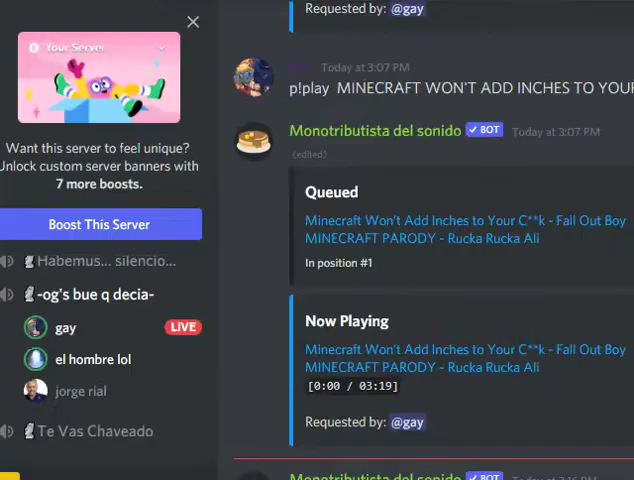 Your Server
Want this server to feel unique?
Unlock custom server banners with
7 more boosts.
Boost This Server
Habemus... silencio...
-og's bue q decia-
gay
LIVE
el hombre lol
jorge rial
Te Vas Chaveado
Requested by: @gay
Today at 3:07 PM
p!play MINECRAFT WON'T ADD INCHES TO YOUR
Monotributista del sonido ✓ BOT Today at 3:07 PM
(edited)
Queued
Minecraft Won't Add Inches to Your C**k - Fall Out Boy
MINECRAFT PARODY - Rucka Rucka Ali
In position #1
Now Playing
Minecraft Won't Add Inches to Your C**k - Fall Out Boy
MINECRAFT PARODY - Rucka Rucka Ali
[0:00 / 03:19]
Requested by: @gay
Monotributista del sonido ✓ BOT Today at 3:16 PM